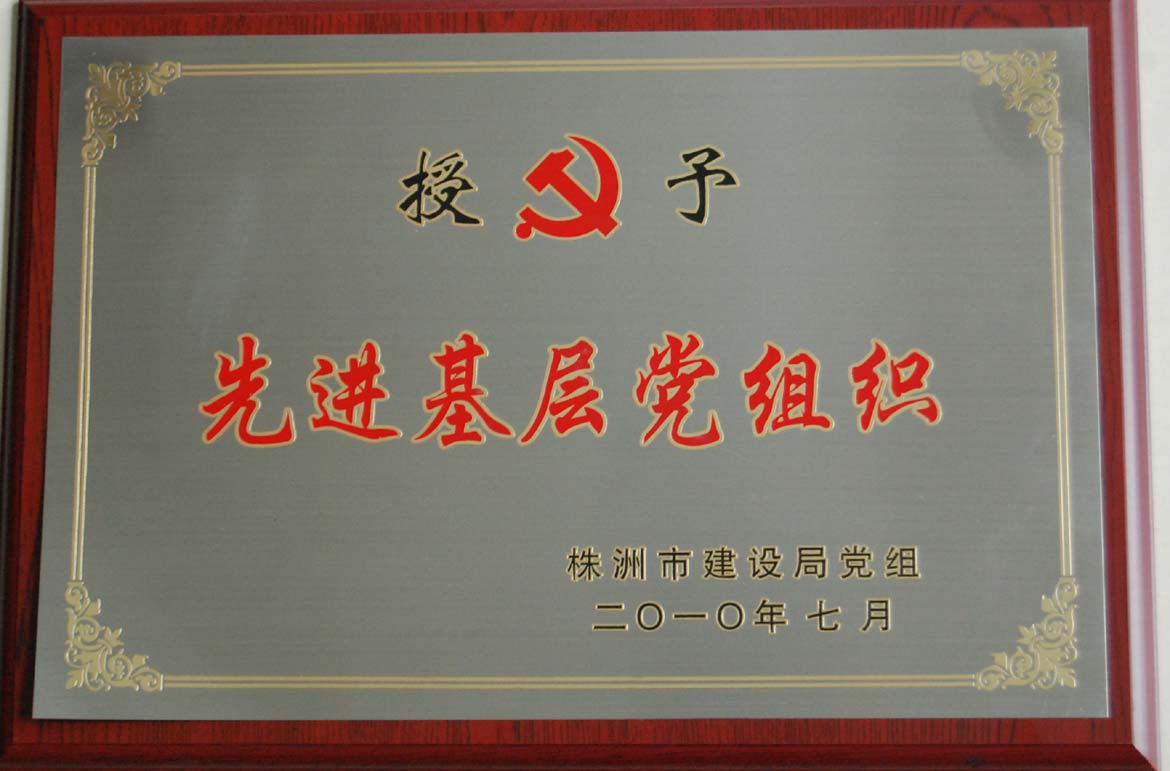 授予
先进基层党组织
株洲市建设局党组
二〇一〇年七月